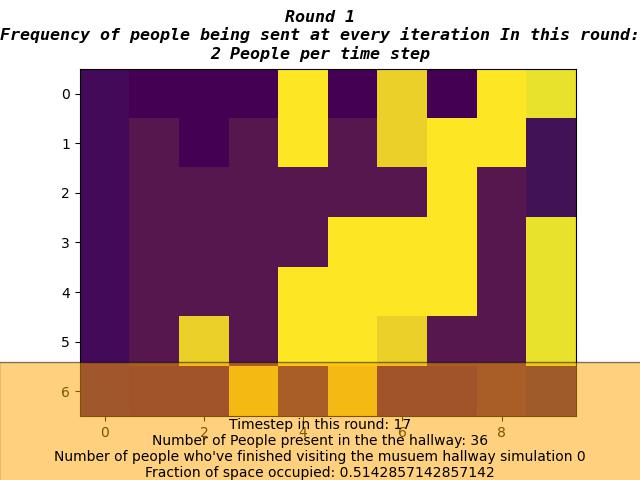 Round 1
Frequency of people being sent at every iteration In this round:
2 People per time step
0
1
2
3
4
5
6
0 2 4 6 8
Timestep in this round: 17
Number of People present in the the hallway: 36
Number of people who've finished visiting the musuem hallway simulation 0
Fraction of space occupied: 0.5142857142857142